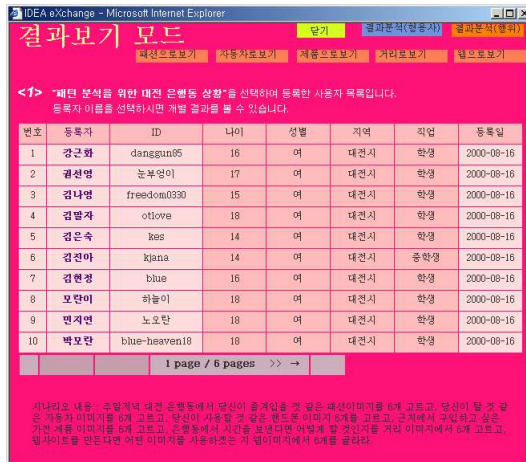 IDEA eXchange - Microsoft Internet Explorer
결과보기 모드
닫기 결과분석(형용사) 결과분석(행위)
패션으로보기 자동차로보기 제품으로보기 거리로보기 웹으로보기
<1> "패턴 분석을 위한 대전 은행동 상황"을 선택하여 등록한 사용자 목록입니다.
등록자 이름을 선택하시면 개별 결과를 볼 수 있습니다.
번호 등록자 ID 나이 성별 지역 직업 등록일
1 강근화 danggun85 16 여 대전시 학생 2000-08-16
2 권선영 눈부엉이 17 여 대전시 학생 2000-08-16
3 김나영 freedom0330 15 여 대전시 학생 2000-08-16
4 김말자 otlove 18 여 대전시 학생 2000-08-16
5 김은숙 kes 14 여 대전시 학생 2000-08-16
6 김진아 kjana 14 여 대전시 중학생 2000-08-16
7 김현정 blue 16 여 대전시 학생 2000-08-16
8 모란이 하늘이 18 여 대전시 학생 2000-08-16
9 민지연 노오란 18 여 대전시 학생 2000-08-16
10 박모란 blue-heaven18 18 여 대전시 학생 2000-08-16
1 page / 6 pages >> →
시나리오 내용 : 주말저녁 대전 은행동에서 당신이 즐겨입을 것 같은 패션이미지를 6개 고르고, 당신이 탈 것 같
은 자동차 이미지를 6개 고르고, 당신이 사용할 것 같은 핸드폰 이미지 6개를 고르고, 근처에서 구입하고 싶은
가전 제품 이미지를 6개 고르고, 은행동에서 시간을 보낸다면 어떻게 할 것인지를 거리 이미지에서 6개 고르고,
웹사이트를 만든다면 어떤 이미지를 사용하겠는 지 웹이미지에서 6개를 골라라.